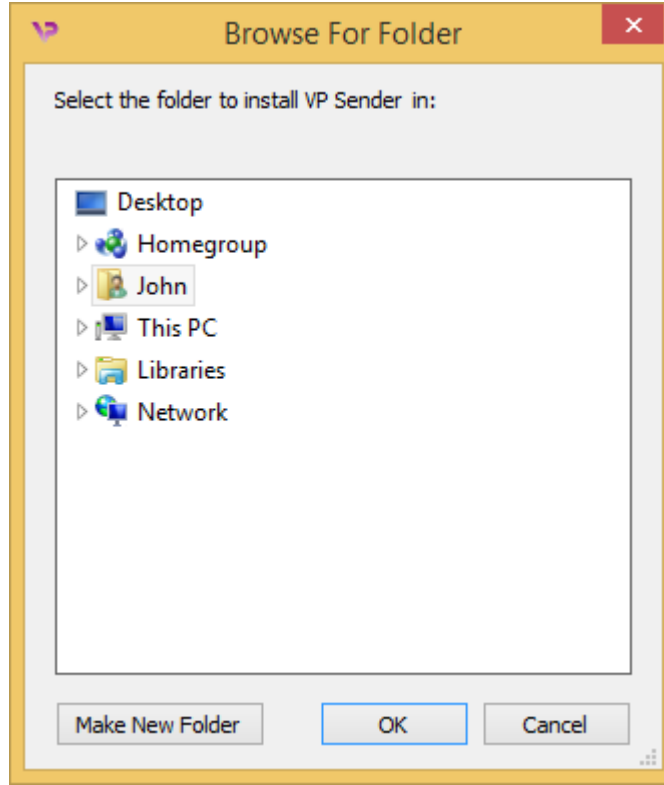 Browse For Folder
Select the folder to install VP Sender in:
Desktop
Homegroup
John
This PC
Libraries
Network
Make New Folder OK Cancel